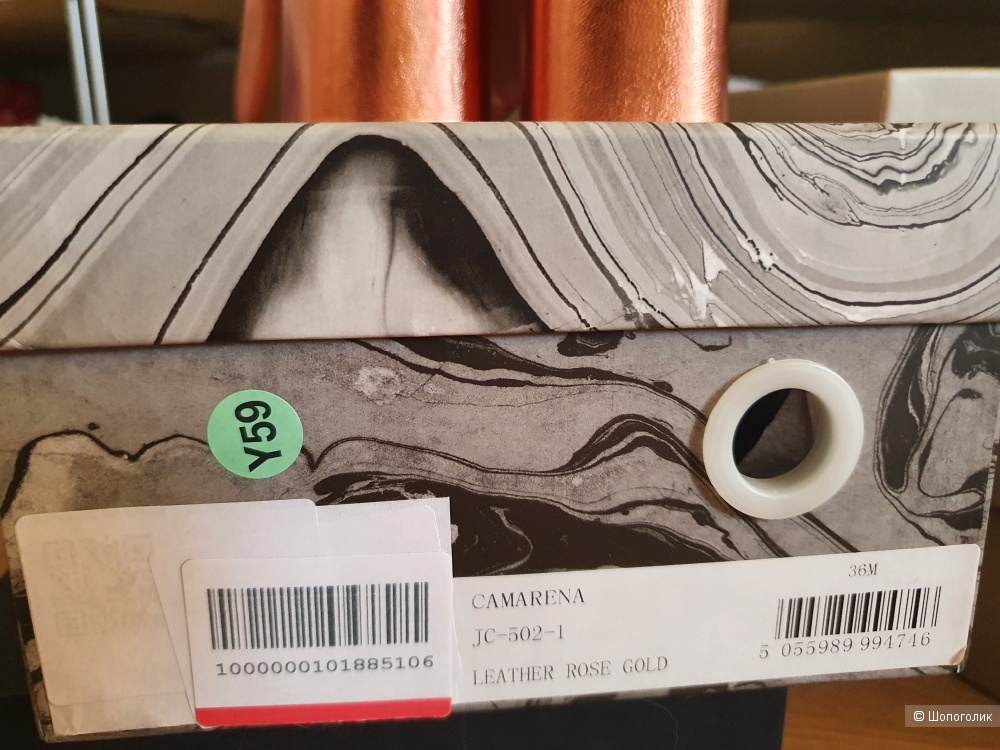 Y59
1000000101885106
CAMARENA
JC-502-1
LEATHER ROSE GOLD
36M
5 055989 994746
© Шопоголик